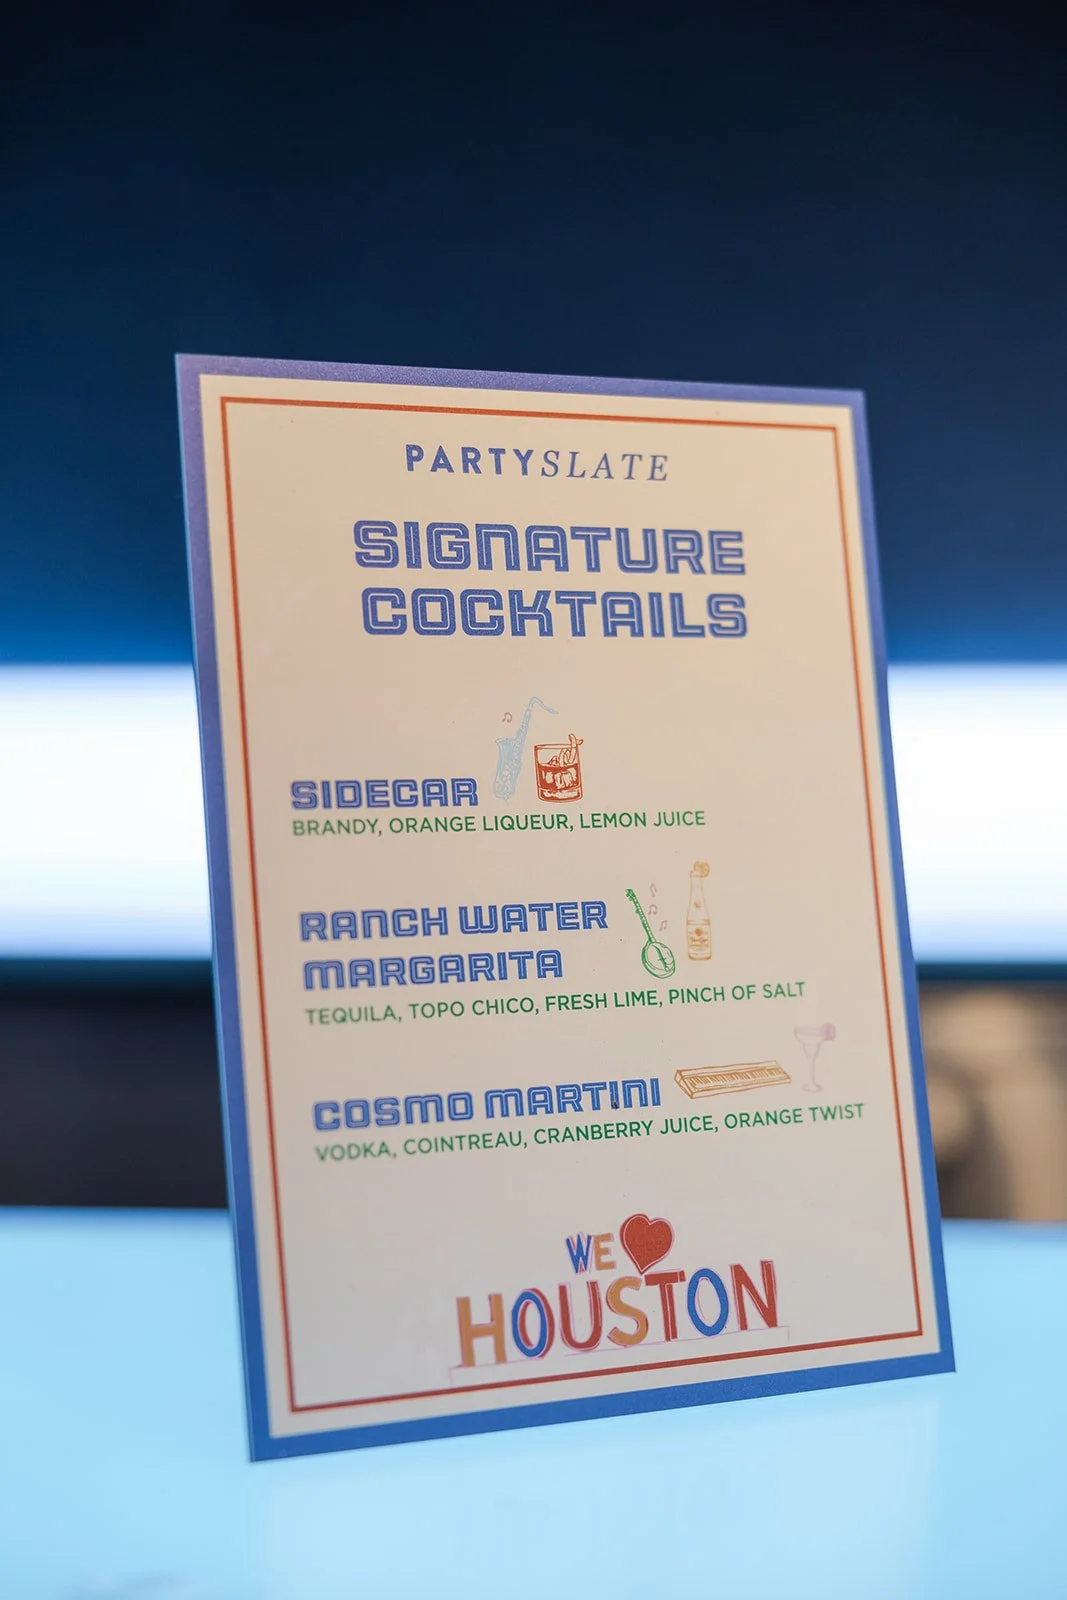 PARTYSLATE
SIGNATURE
COCKTAILS
SIDECAR
BRANDY, ORANGE LIQUEUR, LEMON JUICE
RANCH WATER
MARGARITA
TEQUILA, TOPO CHICO, FRESH LIME, PINCH OF SALT
COSMO MARTINI
VODKA, COINTREAU, CRANBERRY JUICE, ORANGE TWIST
WE
HOUSTON